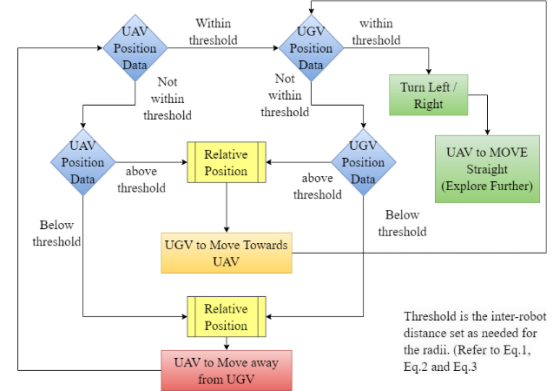 UAV
Position
Data
Within
threshold
UGV
Position
Data
within
threshold
Turn Left /
Right
Not
within
threshold
Not
within
threshold
UAV to MOVE
Straight
(Explore Further)
UAV
Position
Data
above
threshold
Relative
Position
above
threshold
UGV
Position
Data
Below
threshold
UGV to Move Towards
UAV
Below
threshold
Relative
Position
UAV to Move away
from UGV
Threshold is the inter-robot
distance set as needed for
the radii. (Refer to Eq.1,
Eq.2 and Eq.3